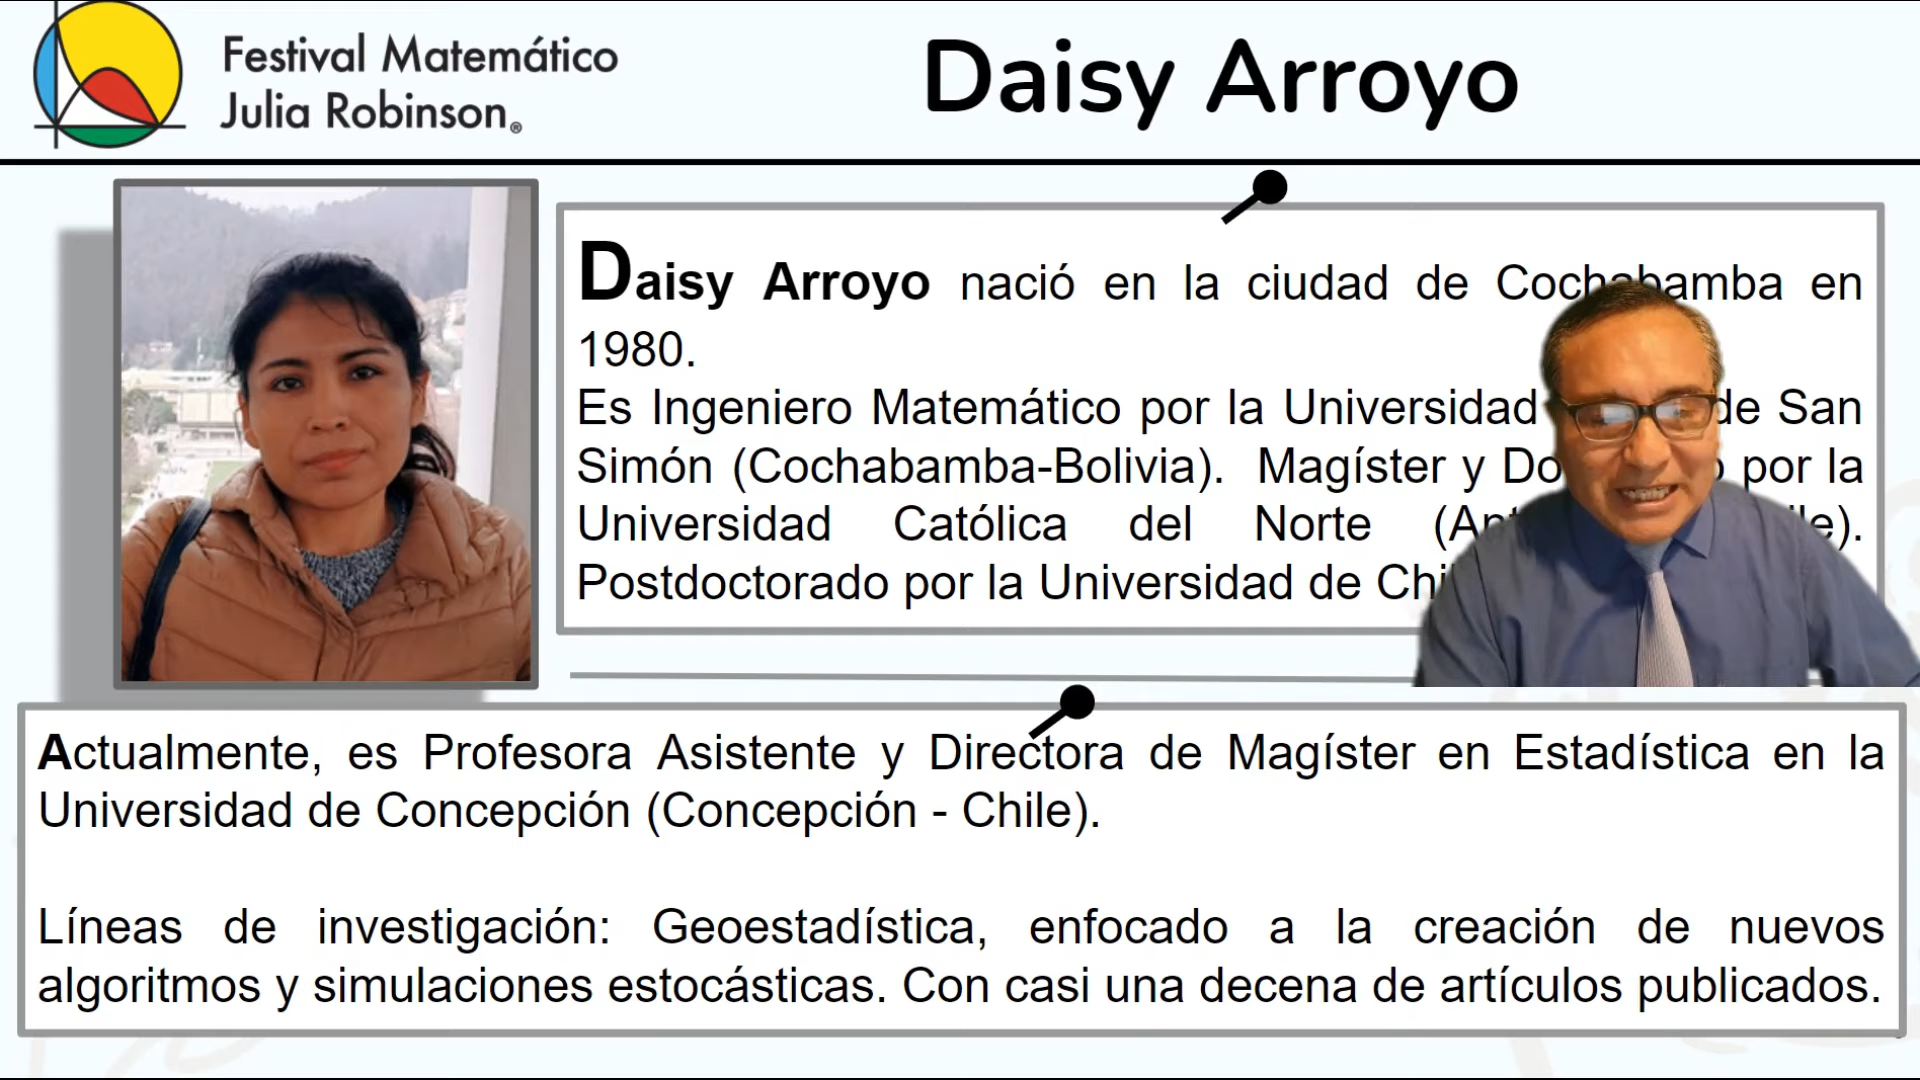 Festival Matemático
Julia Robinson®
Daisy Arroyo
Daisy Arroyo nació en la ciudad de Cochabamba en
1980.
Es Ingeniero Matemático por la Universidad de San
Simón (Cochabamba-Bolivia). Magíster y por la
Universidad Católica del Norte
Postdoctorado por la Universidad de
Actualmente, es Profesora Asistente y Directora de Magíster en Estadística en la
Universidad de Concepción (Concepción - Chile).
Líneas de investigación: Geoestadística, enfocado a la creación de nuevos
algoritmos y simulaciones estocásticas. Con casi una decena de artículos publicados.